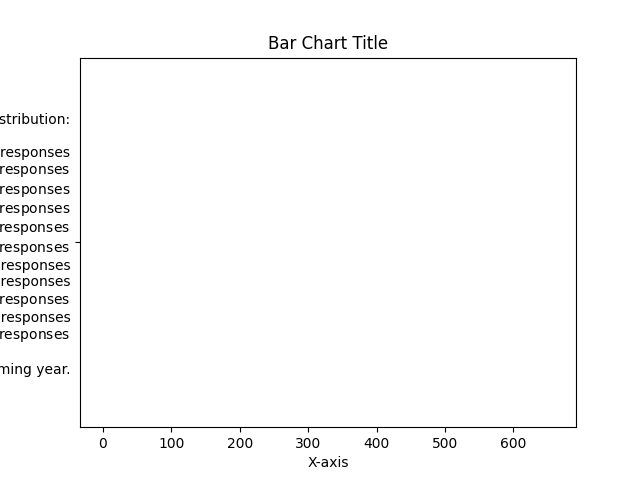 Bar Chart Title
stribution:
responses
responses
responses
responses
responses
responses
responses
responses
responses
responses
responses
ming year.
0 100 200 300 400 500 600
X-axis